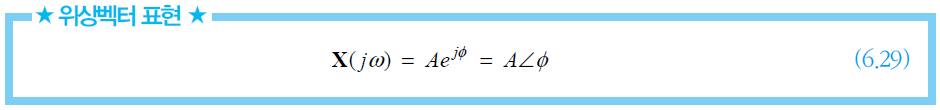 ★ 위상벡터 표현 ★
X(jω) = Ae^{jϕ} = A∠ϕ (6.29)